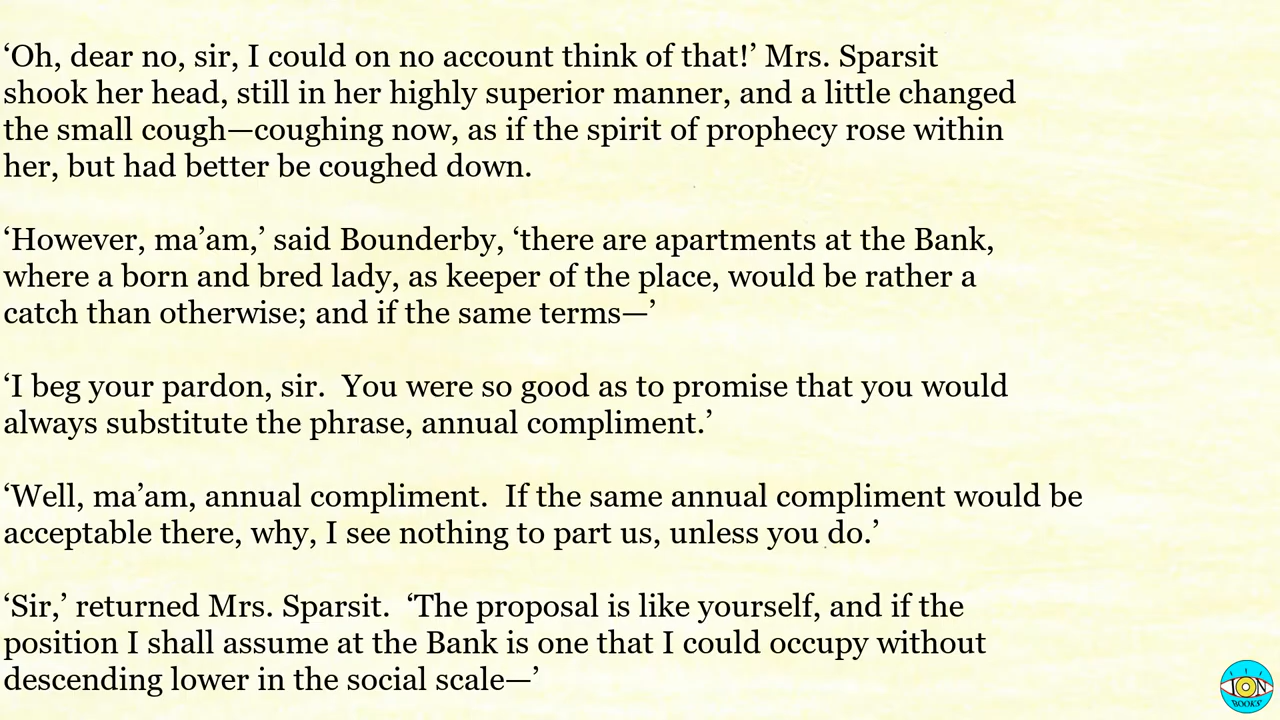 ‘Oh, dear no, sir, I could on no account think of that!’ Mrs. Sparsit
shook her head, still in her highly superior manner, and a little changed
the small cough—coughing now, as if the spirit of prophecy rose within
her, but had better be coughed down.
‘However, ma’am,’ said Bounderby, ‘there are apartments at the Bank,
where a born and bred lady, as keeper of the place, would be rather a
catch than otherwise; and if the same terms—’
‘I beg your pardon, sir.  You were so good as to promise that you would
always substitute the phrase, annual compliment.’
‘Well, ma’am, annual compliment.  If the same annual compliment would be
acceptable there, why, I see nothing to part us, unless you do.’
‘Sir,’ returned Mrs. Sparsit.  ‘The proposal is like yourself, and if the
position I shall assume at the Bank is one that I could occupy without
descending lower in the social scale—’
ION
BOOKS